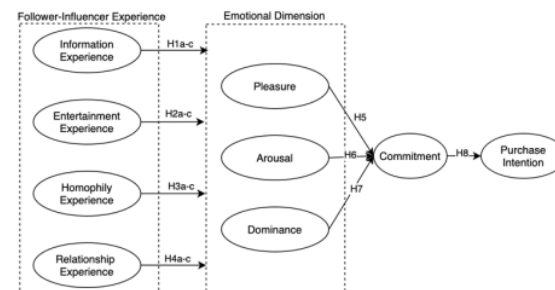 Follower-Influencer Experience
Emotional Dimension
Information
Experience
H1a-c
Pleasure
Entertainment
Experience
H2a-c
H5
Arousal
H6
Commitment
H8
Purchase
Intention
Homophily
Experience
H3a-c
H7
Dominance
Relationship
Experience
H4a-c